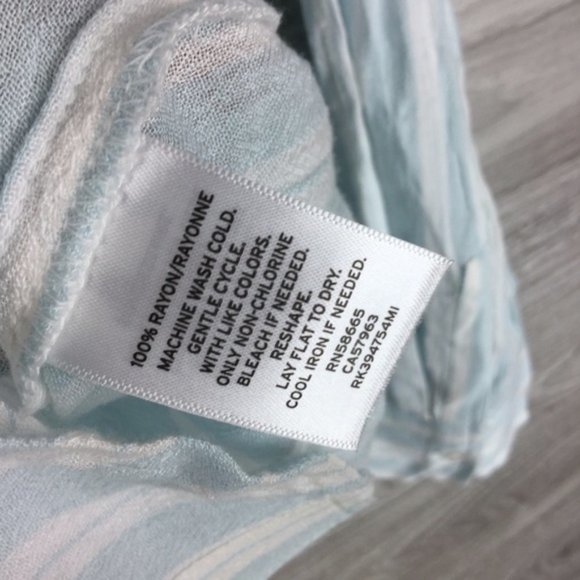 100% RAYON/RAYONNE
MACHINE WASH COLD.
GENTLE CYCLE.
WITH LIKE COLORS.
ONLY NON-CHLORINE
BLEACH IF NEEDED.
RESHAPE.
LAY FLAT TO DRY.
COOL IRON IF NEEDED.
RN58665
CA57963
RK394754MI